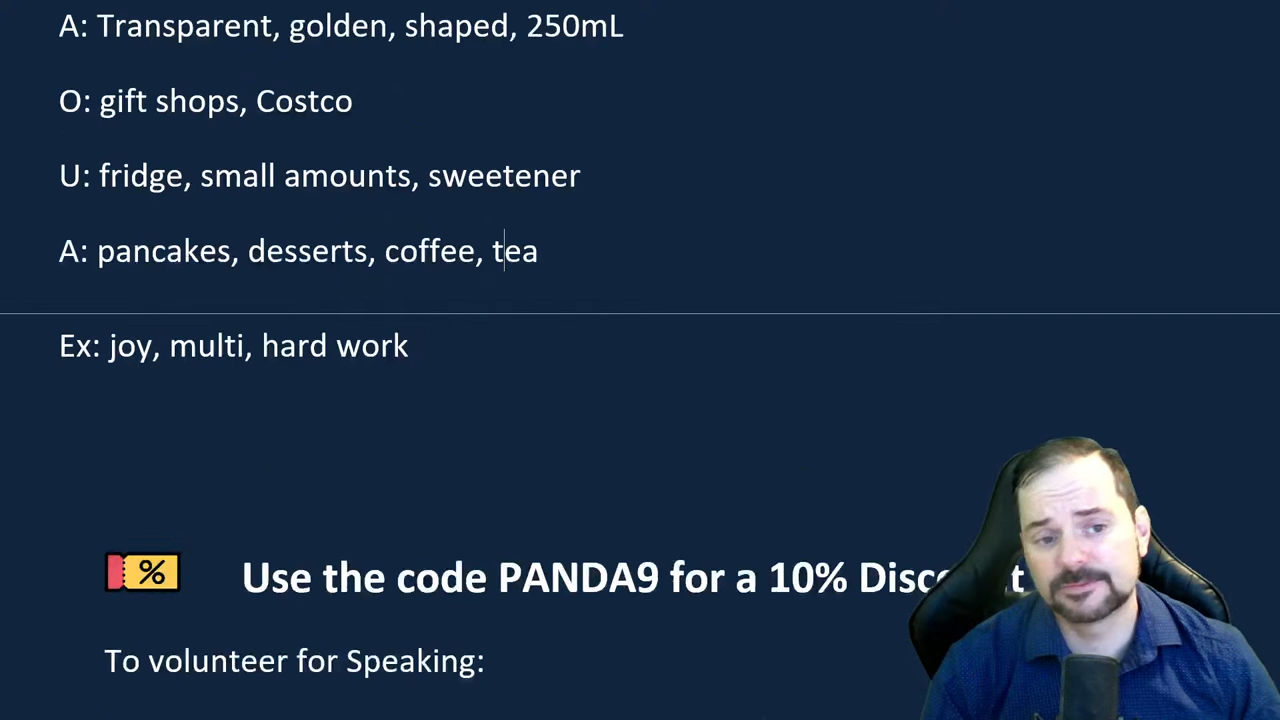 A: Transparent, golden, shaped, 250mL
O: gift shops, Costco
U: fridge, small amounts, sweetener
A: pancakes, desserts, coffee, tea
Ex: joy, multi, hard work
%
Use the code PANDA9 for a 10%
To volunteer for Speaking: